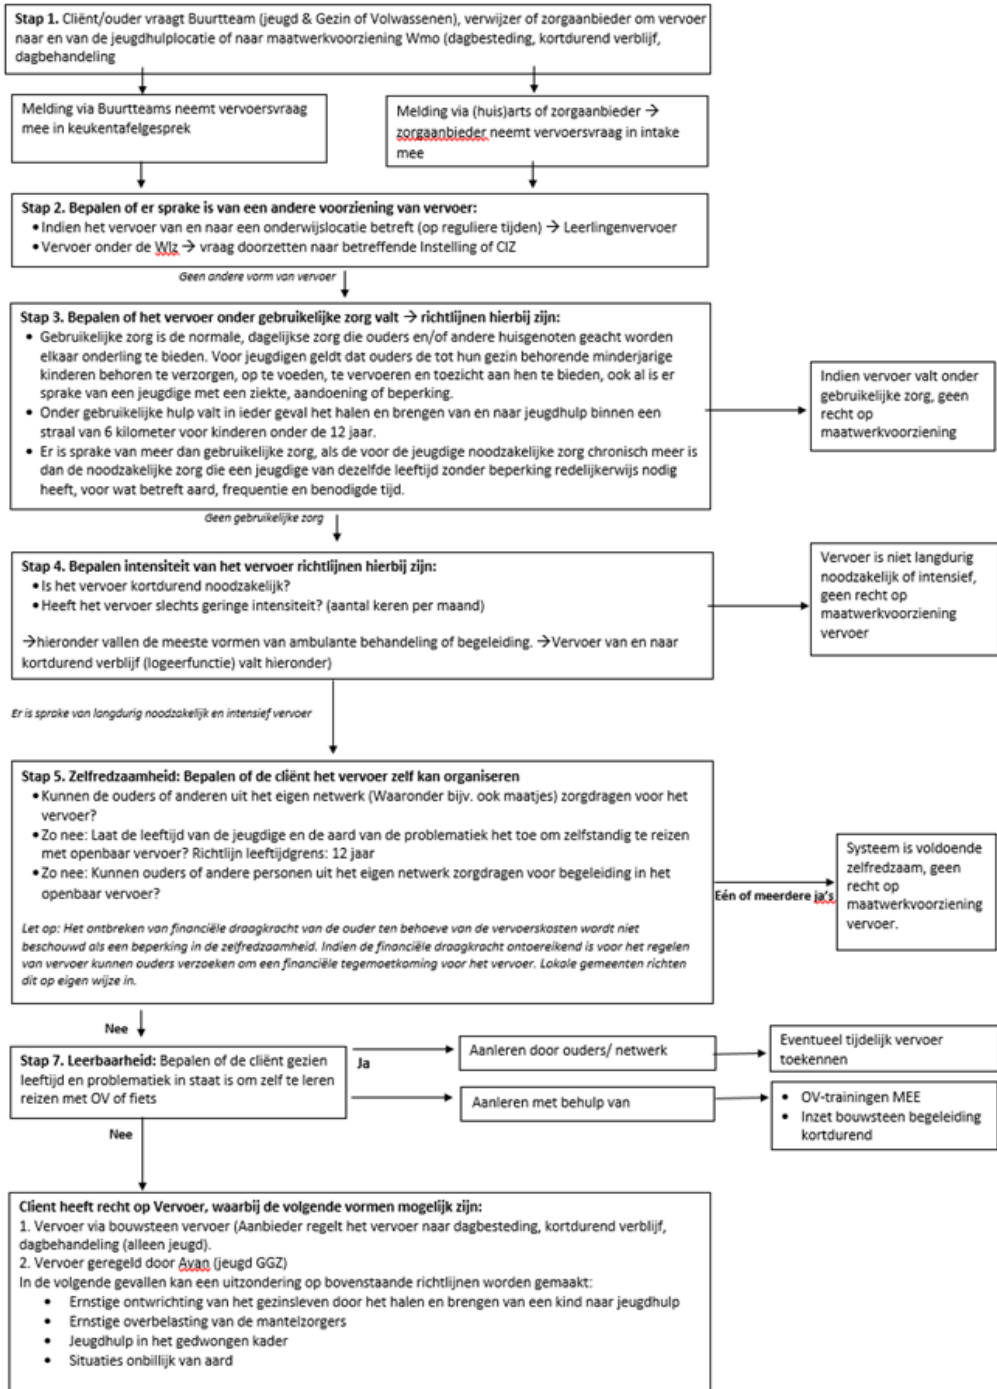 Stap 1. Cliënt/ouder vraagt Buurtteam (jeugd & Gezin of Volwassenen), verwijzer of zorgaanbieder om vervoer
naar en van de jeugdhulplocatie of naar maatwerkvoorziening Wmo (dagbesteding, kortdurend verblijf,
dagbehandeling
Melding via Buurtteams neemt vervoersvraag
mee in keukentafelgesprek
Melding via (huis)arts of zorgaanbieder →
zorgaanbieder neemt vervoersvraag in intake
mee
Stap 2. Bepalen of er sprake is van een andere voorziening van vervoer:
• Indien het vervoer van en naar een onderwijslocatie betreft (op reguliere tijden) → Leerlingenvervoer
• Vervoer onder de Wlz → vraag doorzetten naar betreffende Instelling of CIZ
Geen andere vorm van vervoer
Stap 3. Bepalen of het vervoer onder gebruikelijke zorg valt → richtlijnen hierbij zijn:
• Gebruikelijke zorg is de normale, dagelijkse zorg die ouders en/of andere huisgenoten geacht worden
elkaar onderling te bieden. Voor jeugdigen geldt dat ouders de tot hun gezin behorende minderjarige
kinderen behoren te verzorgen, op te voeden, te vervoeren en toezicht aan hen te bieden, ook al is er
sprake van een jeugdige met een ziekte, aandoening of beperking.
• Onder gebruikelijke hulp valt in ieder geval het halen en brengen van en naar jeugdhulp binnen een
straal van 6 kilometer voor kinderen onder de 12 jaar.
• Er is sprake van meer dan gebruikelijke zorg, als de voor de jeugdige noodzakelijke zorg chronisch meer is
dan de noodzakelijke zorg die een jeugdige van dezelfde leeftijd zonder beperking redelijkerwijs nodig
heeft, voor wat betreft aard, frequentie en benodigde tijd.
Indien vervoer valt onder
gebruikelijke zorg, geen
recht op
maatwerkvoorziening
Geen gebruikelijke zorg
Stap 4. Bepalen intensiteit van het vervoer richtlijnen hierbij zijn:
• Is het vervoer kortdurend noodzakelijk?
• Heeft het vervoer slechts geringe intensiteit? (aantal keren per maand)
→hieronder vallen de meeste vormen van ambulante behandeling of begeleiding. →Vervoer van en naar
kortdurend verblijf (logeerfunctie) valt hieronder)
Vervoer is niet langdurig
noodzakelijk of intensief,
geen recht op
maatwerkvoorziening
vervoer
Er is sprake van langdurig noodzakelijk en intensief vervoer
Stap 5. Zelfredzaamheid: Bepalen of de cliënt het vervoer zelf kan organiseren
• Kunnen de ouders of anderen uit het eigen netwerk (Waaronder bijv. ook maatjes) zorgdragen voor het
vervoer?
• Zo nee: Laat de leeftijd van de jeugdige en de aard van de problematiek het toe om zelfstandig te reizen
met openbaar vervoer? Richtlijn leeftijdgrens: 12 jaar
• Zo nee: Kunnen ouders of andere personen uit het eigen netwerk zorgdragen voor begeleiding in het
openbaar vervoer?
Let op: Het ontbreken van financiële draagkracht van de ouder ten behoeve van de vervoerskosten wordt niet
beschouwd als een beperking in de zelfredzaamheid. Indien de financiële draagkracht ontoereikend is voor het regelen
van vervoer kunnen ouders verzoeken om een financiële tegemoetkoming voor het vervoer. Lokale gemeenten richten
dit op eigen wijze in.
Eén of meerdere ja's
Systeem is voldoende
zelfredzaam, geen
recht op
maatwerkvoorziening
vervoer.
Nee
Stap 7. Leerbaarheid: Bepalen of de cliënt gezien
leeftijd en problematiek in staat is om zelf te leren
reizen met OV of fiets
Ja
Aanleren door ouders/ netwerk
Eventueel tijdelijk vervoer
toekennen
Aanleren met behulp van
• OV-trainingen MEE
• Inzet bouwsteen begeleiding
kortdurend
Nee
Client heeft recht op Vervoer, waarbij de volgende vormen mogelijk zijn:
1. Vervoer via bouwsteen vervoer (Aanbieder regelt het vervoer naar dagbesteding, kortdurend verblijf,
dagbehandeling (alleen jeugd).
2. Vervoer geregeld door Avan (jeugd GGZ)
In de volgende gevallen kan een uitzondering op bovenstaande richtlijnen worden gemaakt:
• Ernstige ontwrichting van het gezinsleven door het halen en brengen van een kind naar jeugdhulp
• Ernstige overbelasting van de mantelzorgers
• Jeugdhulp in het gedwongen kader
• Situaties onbillijk van aard